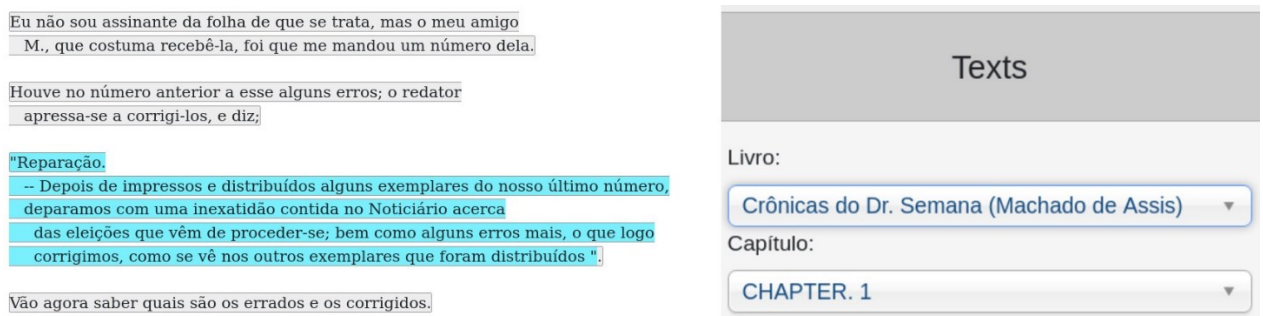 Eu não sou assinante da folha de que se trata, mas o meu amigo
M., que costuma recebê-la, foi que me mandou um número dela.
Houve no número anterior a esse alguns erros; o redator
apressa-se a corrigi-los, e diz;
"Reparação.
-- Depois de impressos e distribuídos alguns exemplares do nosso último número,
deparamos com uma inexatidão contida no Noticiário acerca
das eleições que vêm de proceder-se; bem como alguns erros mais, o que logo
corrigimos, como se vê nos outros exemplares que foram distribuídos ".
Vão agora saber quais são os errados e os corrigidos.
Texts
Livro:
Crônicas do Dr. Semana (Machado de Assis)
Capítulo:
CHAPTER. 1